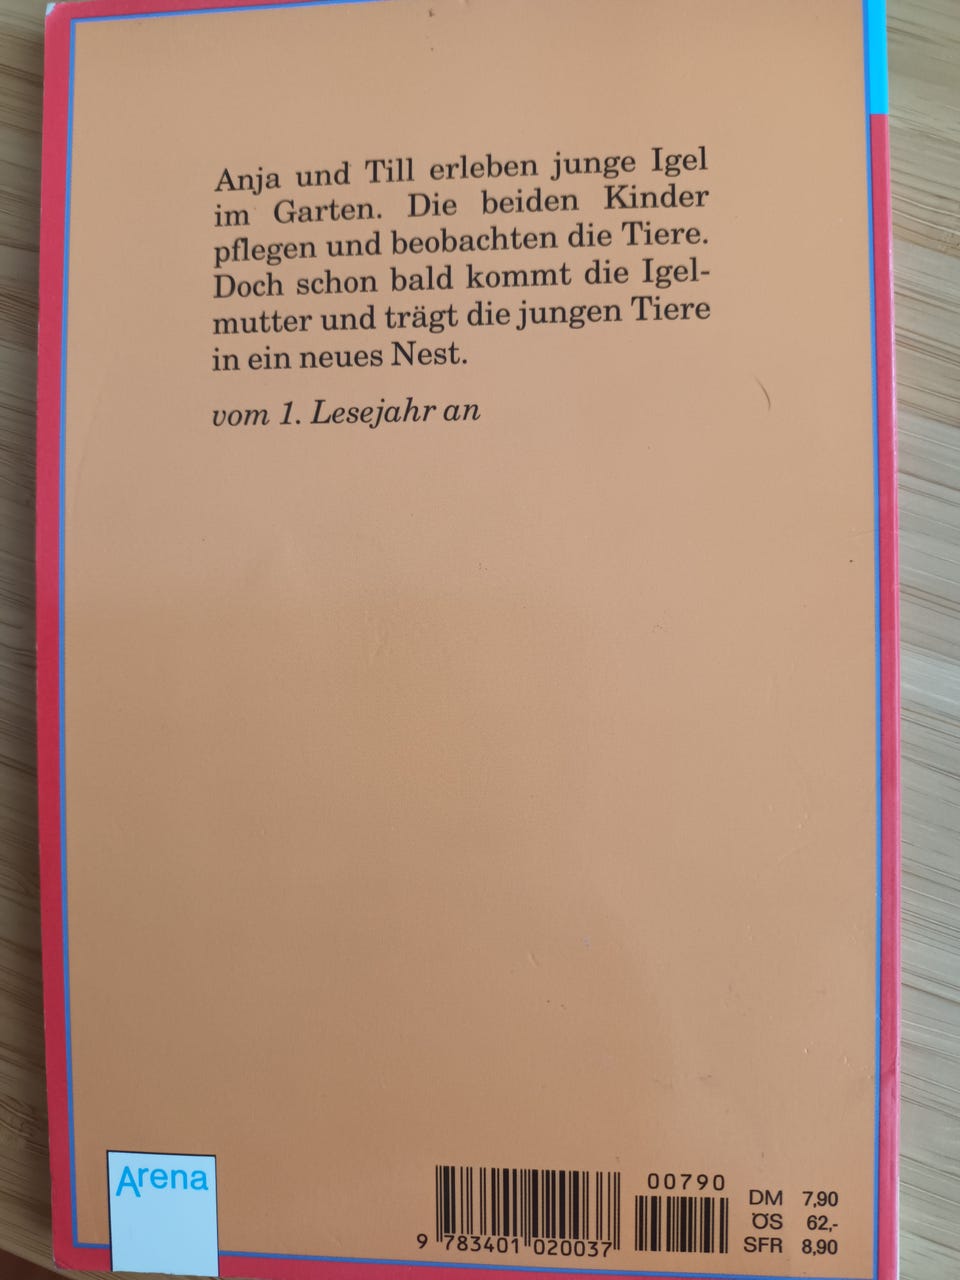 Anja und Till erleben junge Igel
im Garten. Die beiden Kinder
pflegen und beobachten die Tiere.
Doch schon bald kommt die Igel-
mutter und trägt die jungen Tiere
in ein neues Nest.
vom 1. Lesejahr an
Arena
9 783401 020037
00790
DM 7,90
ÖS 62,-
SFR 8,90